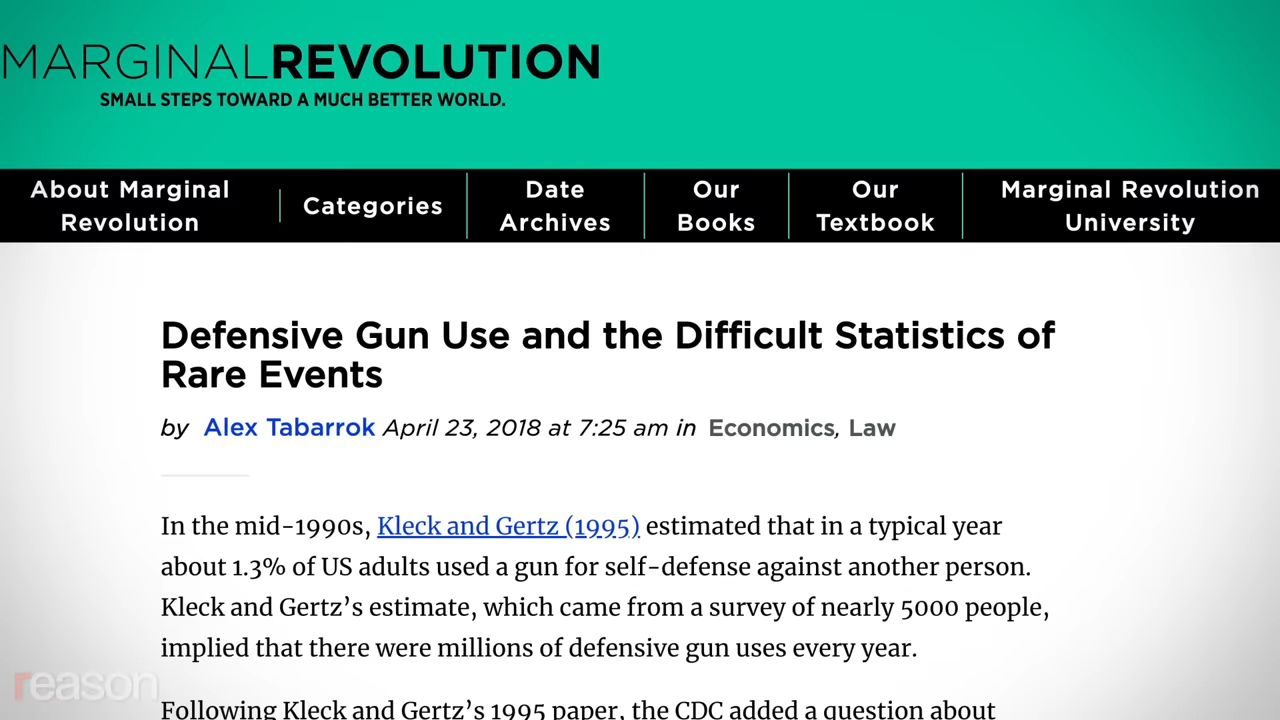 MARGINALREVOLUTION
SMALL STEPS TOWARD A MUCH BETTER WORLD.
About Marginal Revolution
Categories
Date Archives
Our Books
Our Textbook
Marginal Revolution University
Defensive Gun Use and the Difficult Statistics of
Rare Events
by Alex Tabarrok April 23, 2018 at 7:25 am in Economics, Law
In the mid-1990s, Kleck and Gertz (1995) estimated that in a typical year
about 1.3% of US adults used a gun for self-defense against another person.
Kleck and Gertz’s estimate, which came from a survey of nearly 5000 people,
implied that there were millions of defensive gun uses every year.
Following Kleck and Gertz’s 1995 paper, the CDC added a question about
reason